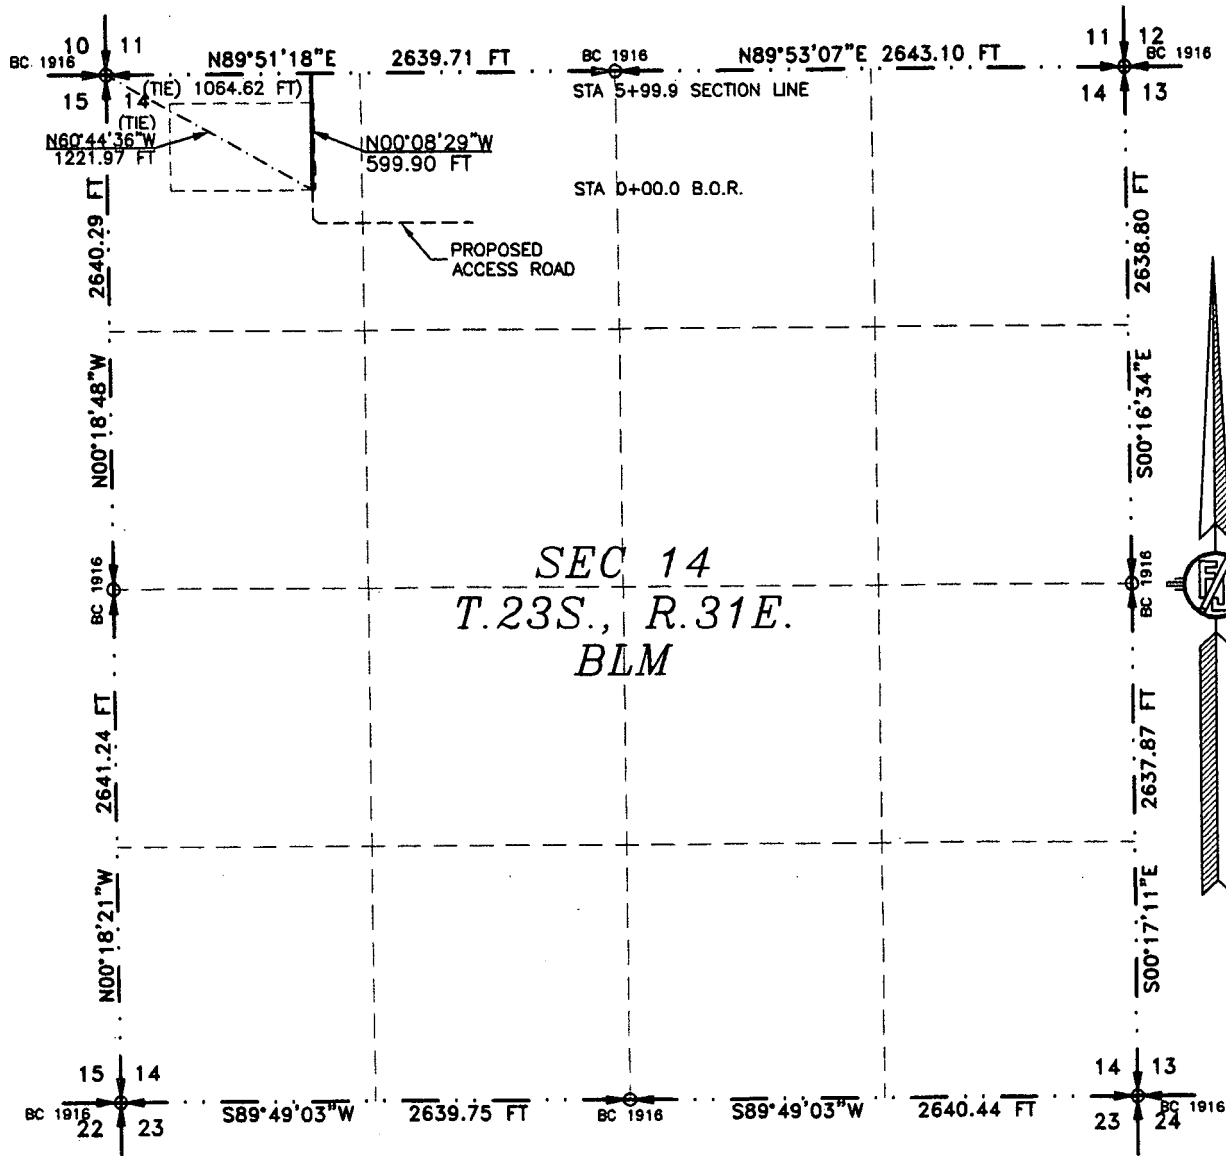 10 11
BC 1916
15 14
N89°51'18"E 2639.71 FT
BC 1916
N89°53'07"E 2643.10 FT
11 12
BC 1916
14 13
(TIE) 1064.62 FT)
STA 5+99.9 SECTION LINE
(TIE)
N60°44'36"W
1221.97 FT
N00°08'29"W
599.90 FT
STA 0+00.0 B.O.R.
PROPOSED
ACCESS ROAD
2640.29 FT
N00°18'48"W
2638.80 FT
S00°16'34"E
BC 1916
SEC 14
T.23S., R.31E.
BLM
BC 1916
2641.24 FT
N00°18'21"W
2637.87 FT
S00°17'11"E
15 14
BC 1916
22 23
S89°49'03"W 2639.75 FT
BC 1916
S89°49'03"W 2640.44 FT
14 13
BC 1916
23 24